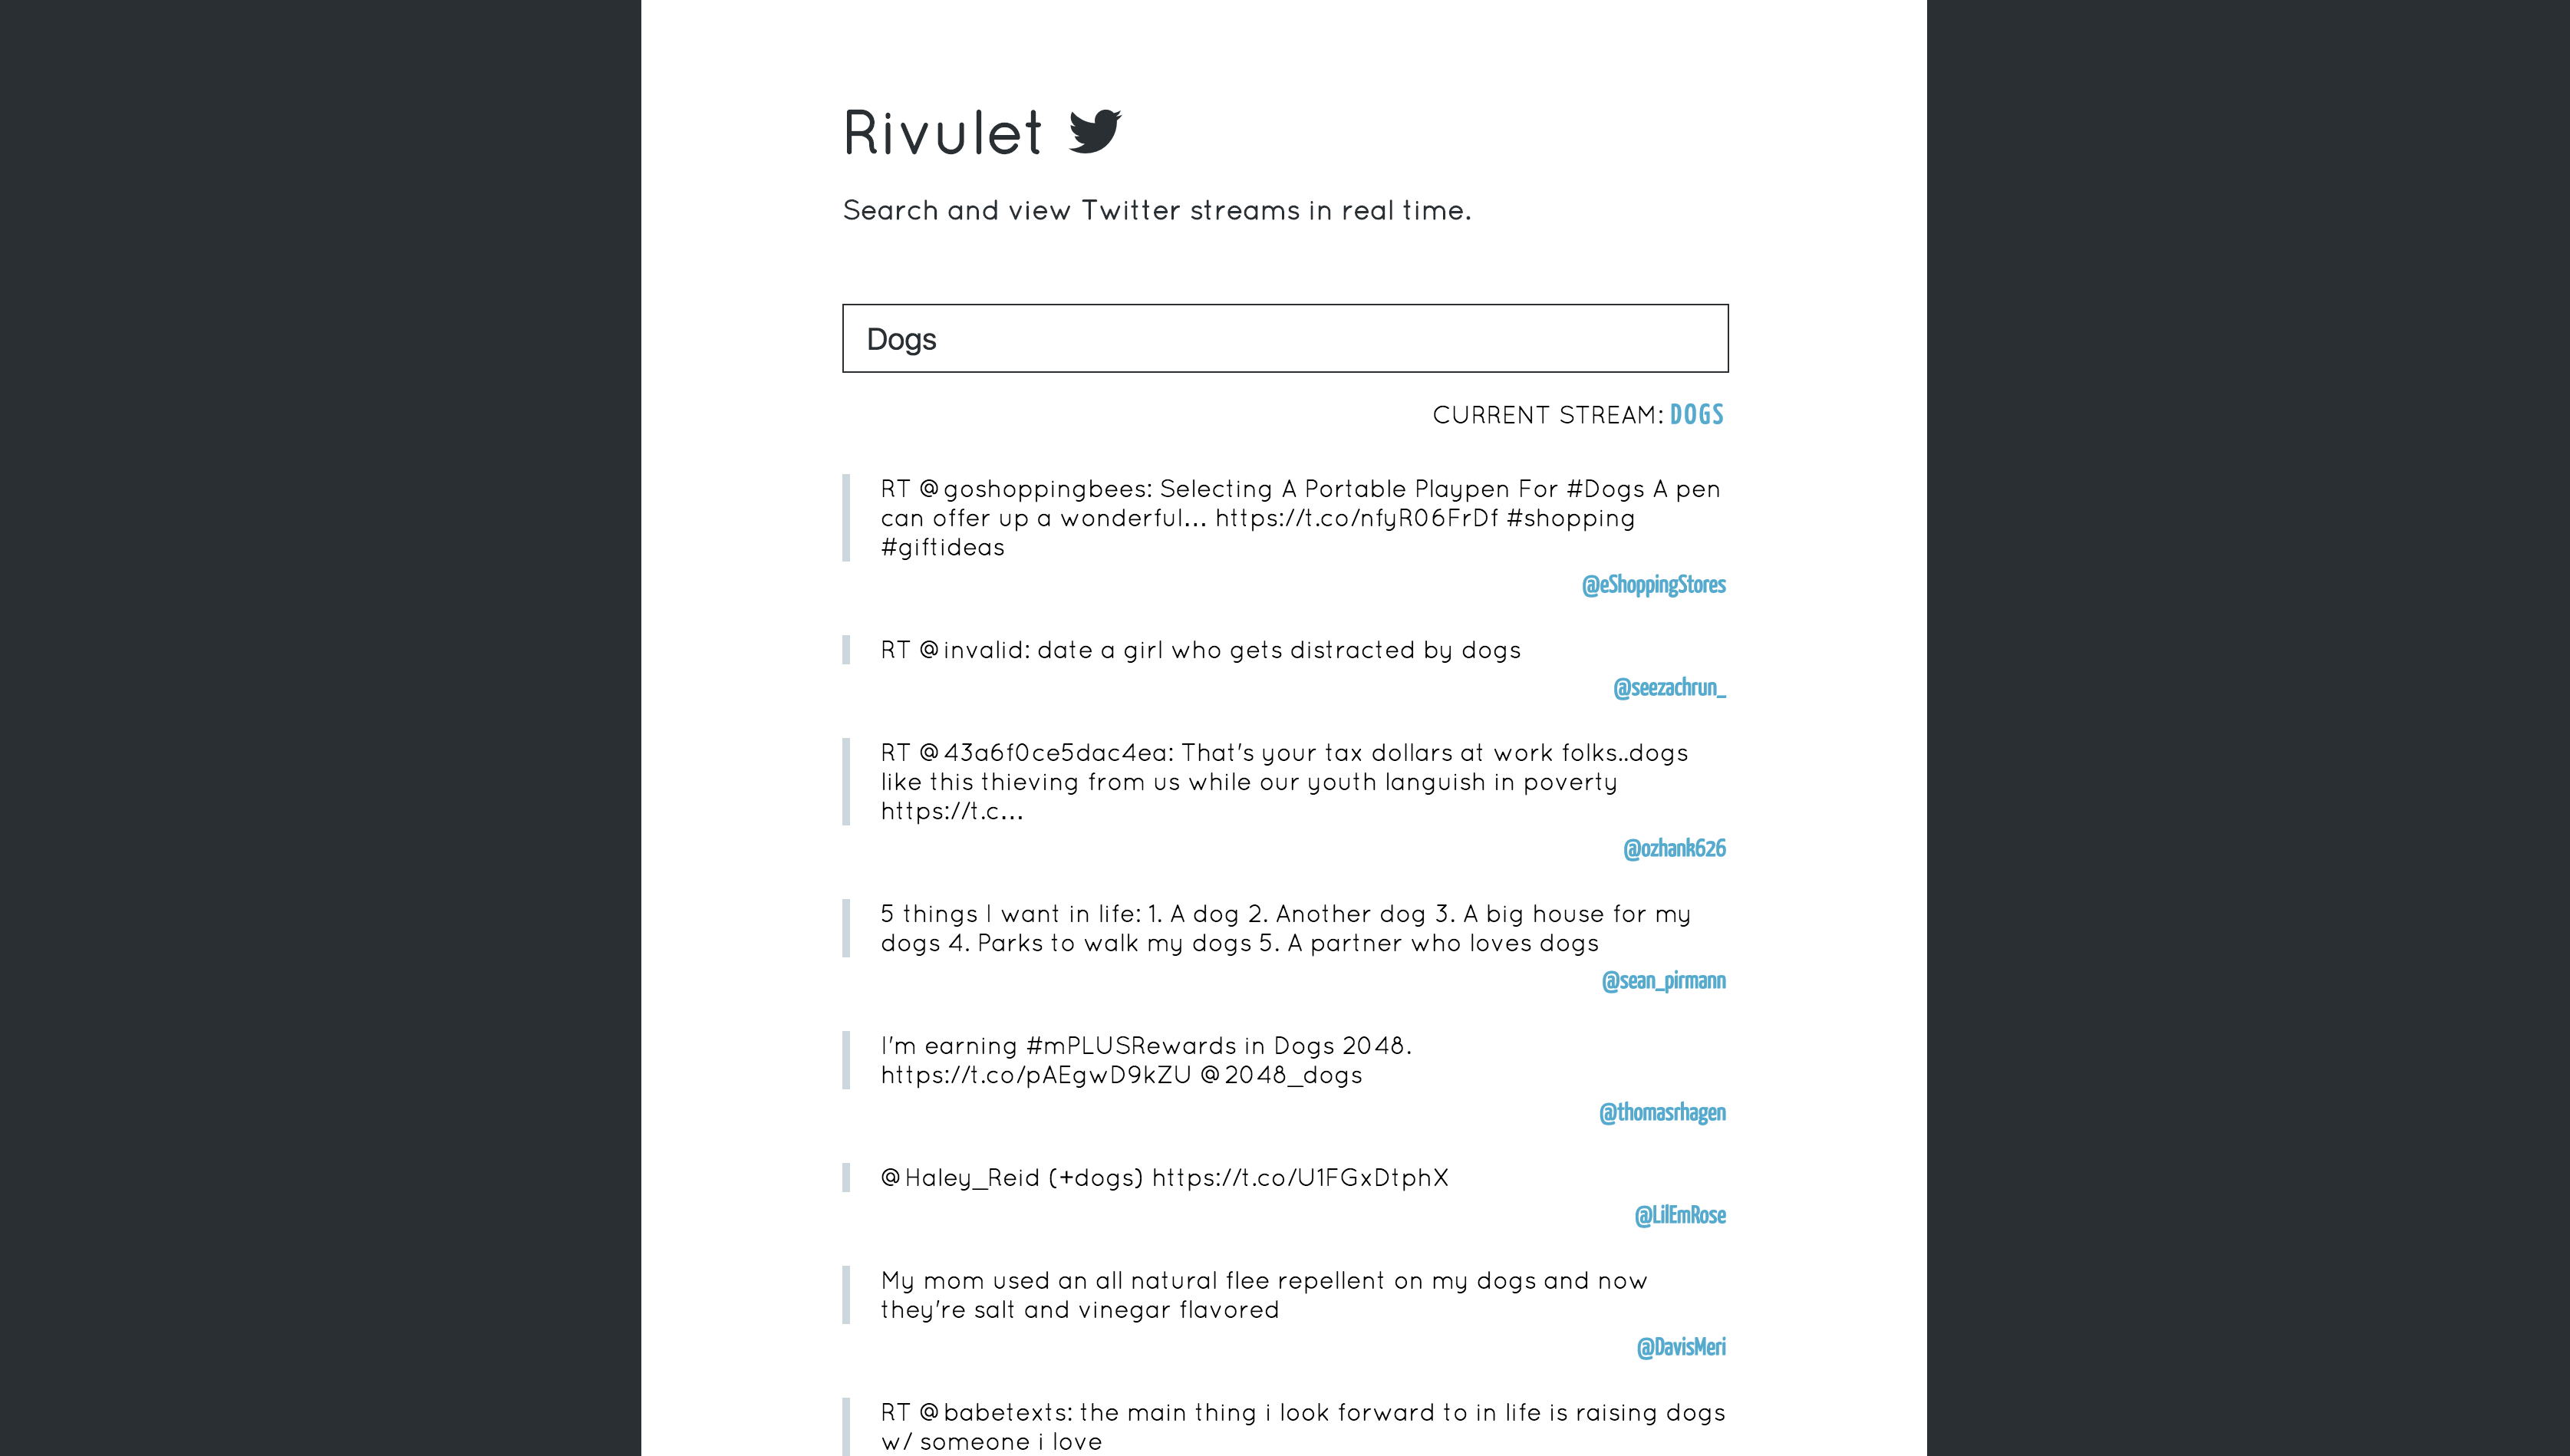 Rivulet
Search and view Twitter streams in real time.
Dogs
CURRENT STREAM: DOGS
RT @goshoppingbees: Selecting A Portable Playpen For #Dogs A pen
can offer up a wonderful... https://t.co/nfyR06FrDf #shopping
#giftideas
@eShoppingStores
RT @invalid: date a girl who gets distracted by dogs
@seezachrun_
RT @43a6f0ce5dac4ea: That's your tax dollars at work folks..dogs
like this thieving from us while our youth languish in poverty
https://t.c...
@ozhank626
5 things I want in life: 1. A dog 2. Another dog 3. A big house for my
dogs 4. Parks to walk my dogs 5. A partner who loves dogs
@sean_pirmann
I'm earning #mPLUSRewards in Dogs 2048.
https://t.co/pAEgwD9kZU @2048_dogs
@thomasrhagen
@Haley_Reid (+dogs) https://t.co/U1FGxDtphX
@LilEmRose
My mom used an all natural flee repellent on my dogs and now
they're salt and vinegar flavored
@DavisMeri
RT @babetexts: the main thing i look forward to in life is raising dogs
w/ someone i love